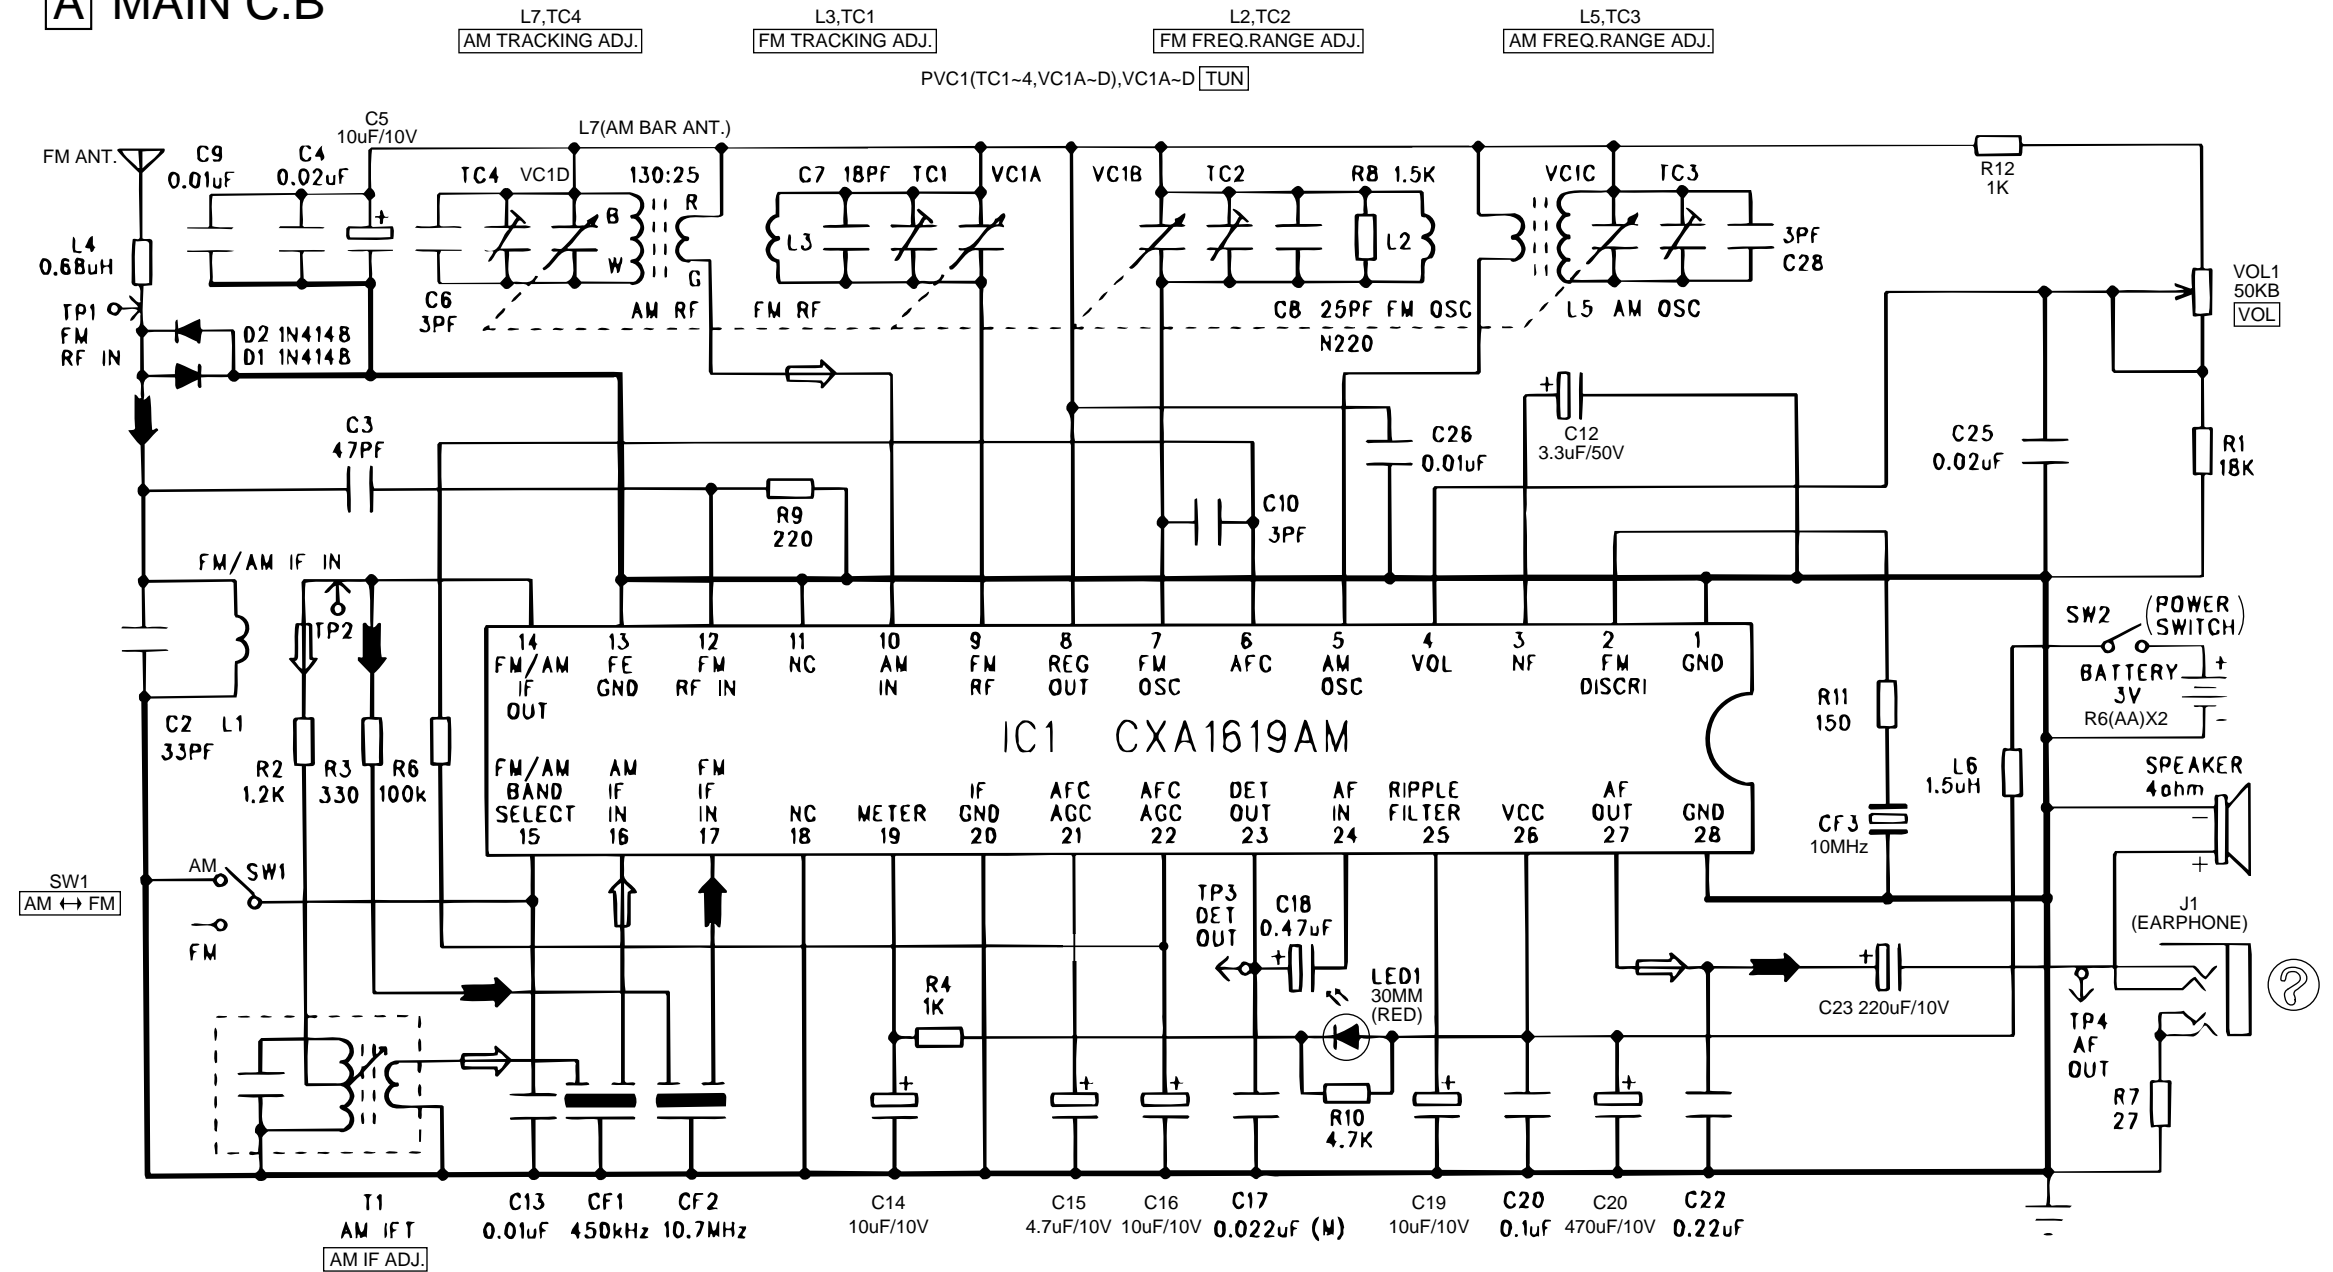 A MAIN C.B
L7,TC4
AM TRACKING ADJ.
L3,TC1
FM TRACKING ADJ.
L2,TC2
FM FREQ.RANGE ADJ.
L5,TC3
AM FREQ.RANGE ADJ.
PVC1(TC1~4,VC1A~D),VC1A~D TUN
FM ANT.
C9
0.01uF
C4
0.02uF
C5
10uF/10V
L7(AM BAR ANT.)
TC4
VC1D
130:25
B
W
R
G
C6
3PF
AM RF
C7 18PF
TC1
VC1A
L3
FM RF
VC1B
TC2
R8 1.5K
L2
C8 25PF FM OSC
N220
VC1C
TC3
3PF
C28
L5 AM OSC
R12
1K
VOL1
50KB
VOL
L4
0.68uH
TP1
FM
RF IN
D2 1N4148
D1 1N4148
C3
47PF
R9
220
C26
0.01uF
C10
3PF
+
C12
3.3uF/50V
C25
0.02uF
R1
18K
FM/AM IF IN
TP2
C2
33PF
L1
R2
1.2K
R3
330
R6
100k
14
FM/AM
IF
OUT
13
FE
GND
12
FM
RF IN
11
NC
10
AM
IN
9
FM
RF
8
REG
OUT
7
FM
OSC
6
AFC
5
AM
OSC
4
VOL
3
NF
2
FM
DISCRI
1
GND
IC1 CXA1619AM
FM/AM
BAND
SELECT
15
AM
IF
IN
16
FM
IF
IN
17
NC
18
METER
19
IF
GND
20
AFC
AGC
21
AFC
AGC
22
DET
OUT
23
AF
IN
24
RIPPLE
FILTER
25
VCC
26
AF
OUT
27
GND
28
R11
150
CF3
10MHz
SW2
(POWER
SWITCH)
BATTERY
3V
R6(AA)X2
+
-
L6
1.5uH
SPEAKER
4ohm
−
+
SW1
AM ↔ FM
AM
SW1
FM
TP3
DET
OUT
C18
0.47uF
+
R4
1K
LED1
30MM
(RED)
R10
4.7K
+
C23 220uF/10V
J1
(EARPHONE)
TP4
AF
OUT
R7
27
+
+
+
+
+
T1
AM IFT
AM IF ADJ.
C13
0.01uF
CF1
450kHz
CF2
10.7MHz
C14
10uF/10V
C15
4.7uF/10V
C16
10uF/10V
C17
0.022uF (M)
C19
10uF/10V
C20
0.1uF
C20
470uF/10V
C22
0.22uF